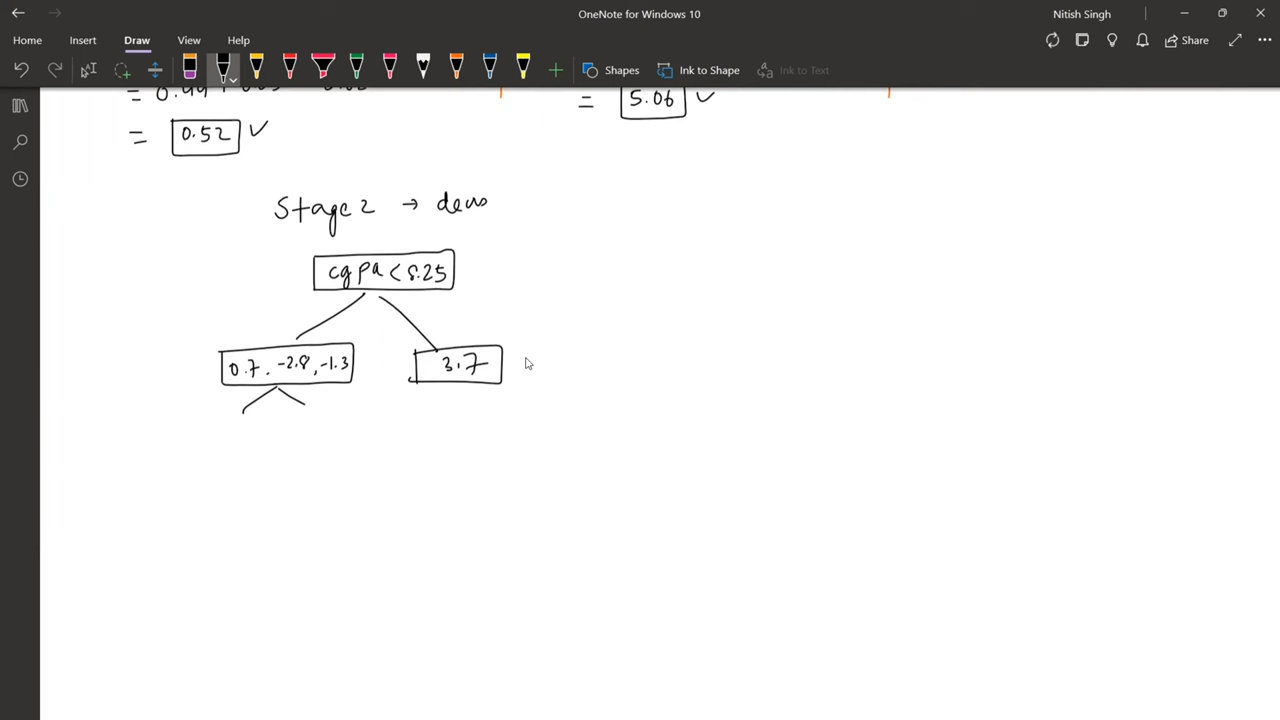 OneNote for Windows 10
Nitish Singh
Home Insert Draw View Help
Share
Shapes Ink to Shape Ink to Text
= 5.06 ✓
= 0.52 ✓
Stage 2 →
cgpa < 8.25
0.7, -2.8, -1.3
3.7